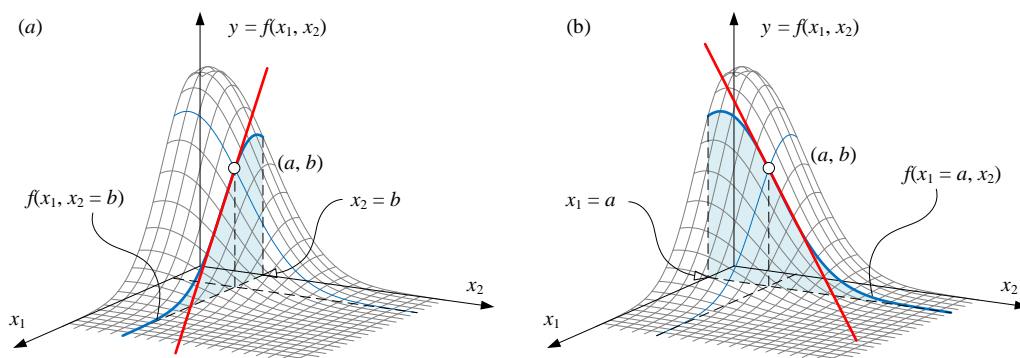 (a)
y = f(x₁, x₂)
(a, b)
f(x₁, x₂ = b)
x₂ = b
x₂
x₁
(b)
y = f(x₁, x₂)
(a, b)
f(x₁ = a, x₂)
x₁ = a
x₂
x₁